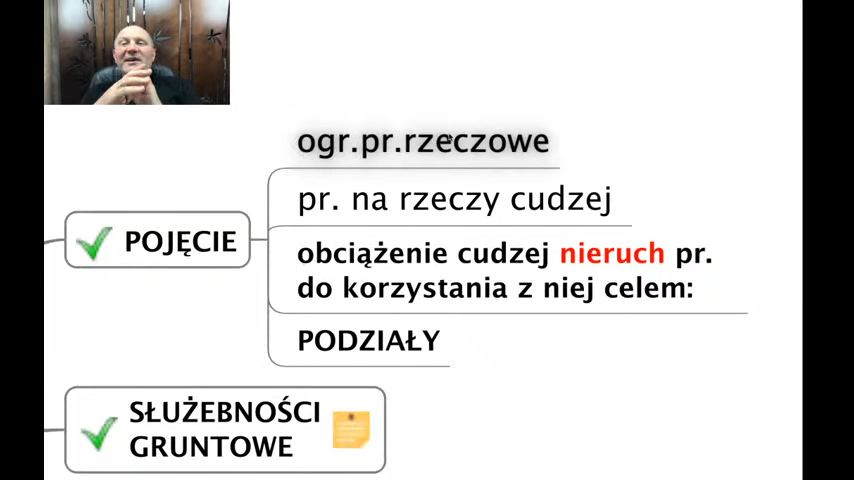 ogr.pr.rzeczowe
pr. na rzeczy cudzej
POJĘCIE
obciążenie cudzej nieruch pr.
do korzystania z niej celem:
PODZIAŁY
SŁUŻEBNOŚCI
GRUNTOWE